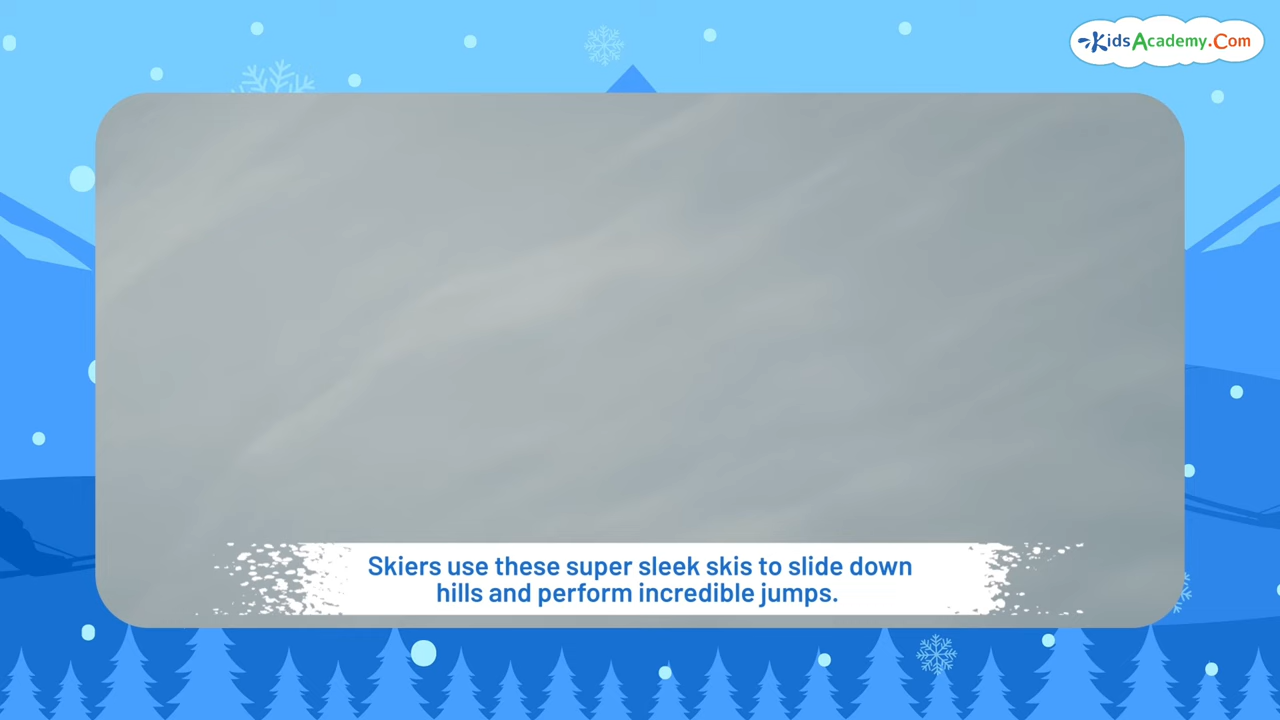 KidsAcademy.Com
Skiers use these super sleek skis to slide down
hills and perform incredible jumps.